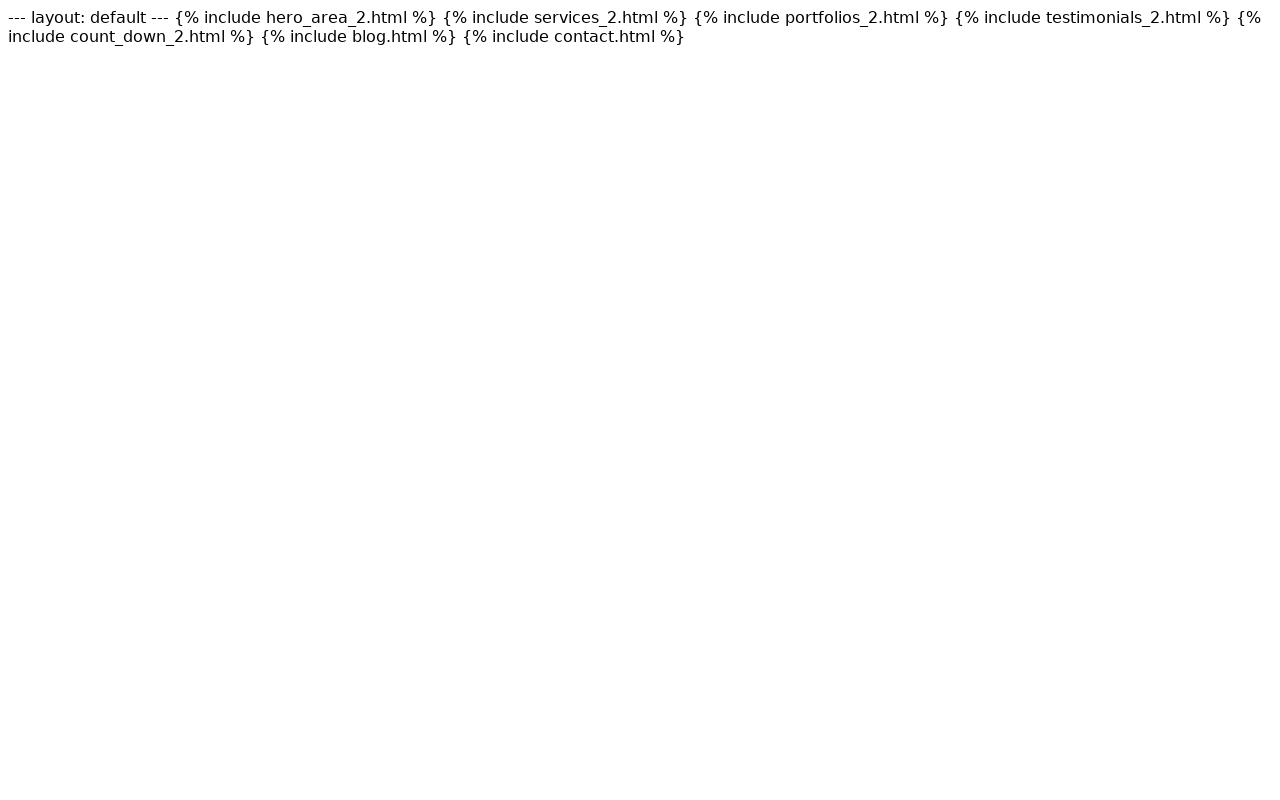 --- layout: default --- {% include hero_area_2.html %} {% include services_2.html %} {% include portfolios_2.html %} {% include testimonials_2.html %} {%
include count_down_2.html %} {% include blog.html %} {% include contact.html %}